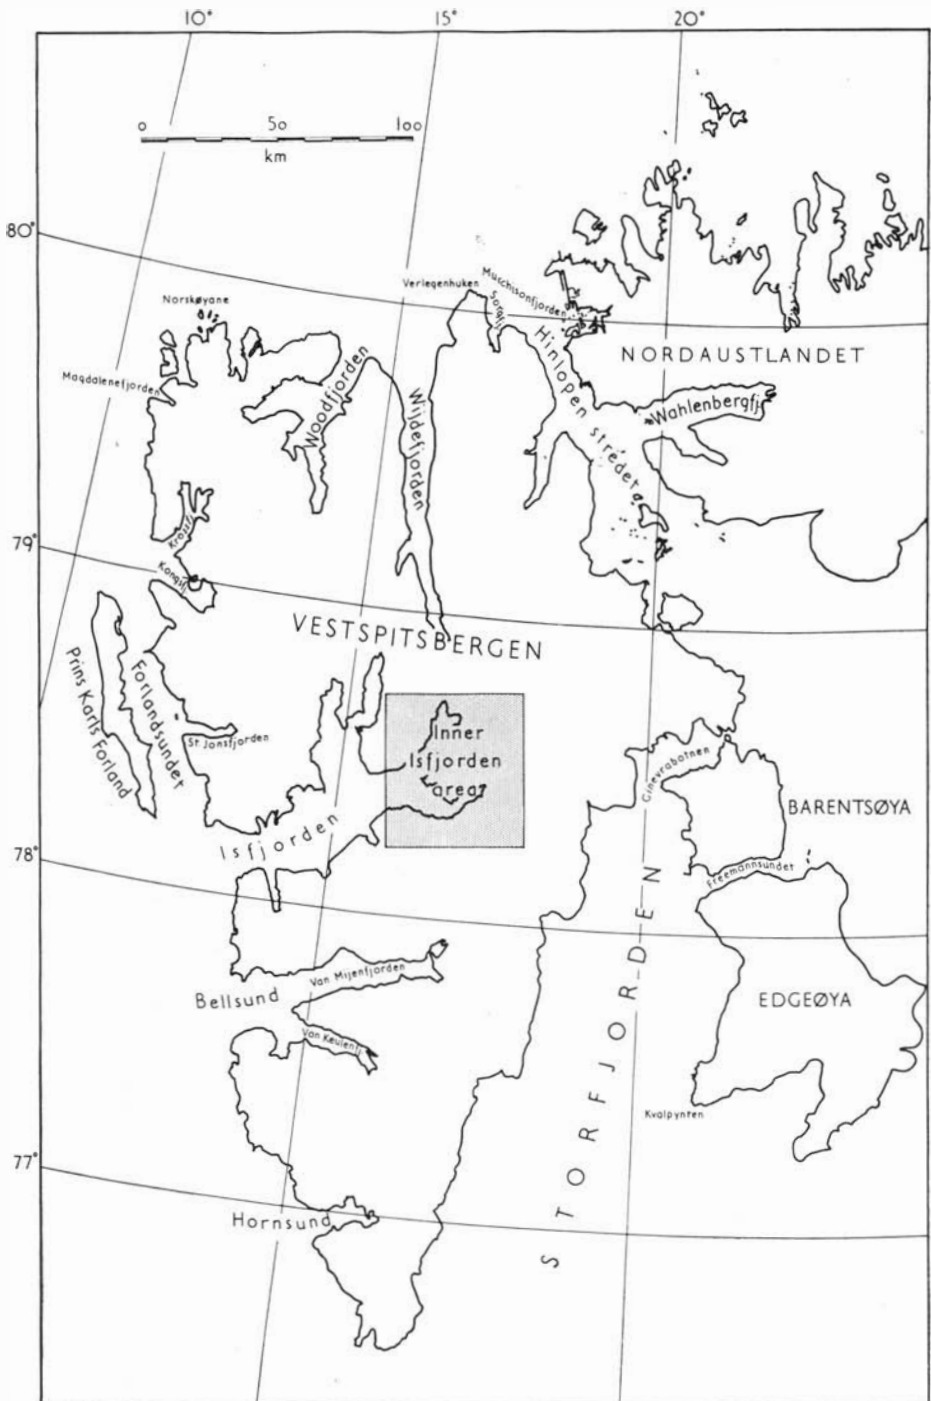 10° 15° 20°
0 50 100
km
80°
Verlegenhuken
Sorgfj
Murchisonfjorden
Norskøyane
Hinlopen stredet
NORDAUSTLANDET
Magdalenefjorden
Woodfjorden
Wijdefjorden
Wahlenbergfj
79°
Krossfj
Kongsfj
VESTSPITSBERGEN
Prins Karls Forland
Forlandsundet
St Jonsfjorden
Inner
Isfjorden
area
Ginevrabotnen
BARENTSØYA
Isfjorden
78°
Freemannsundet
STORFJORDEN
Van Mijenfjorden
Bellsund
EDGEØYA
Van Keulenfj
Kvalpynten
77°
Hornsund